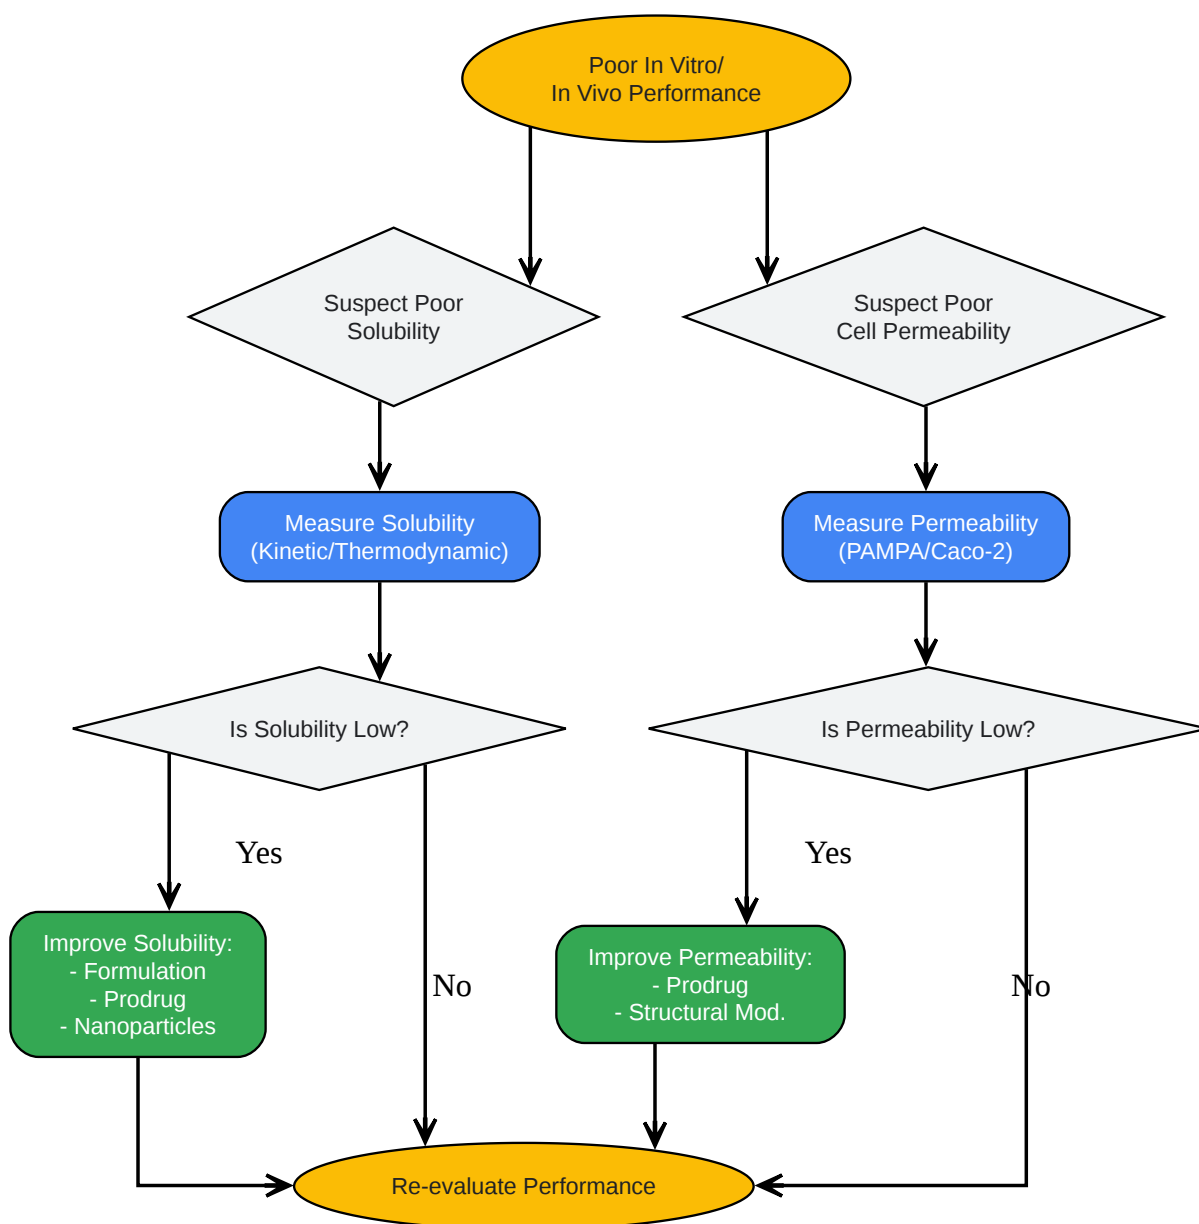 Poor In Vitro/
In Vivo Performance
Suspect Poor
Solubility
Suspect Poor
Cell Permeability
Measure Solubility
(Kinetic/Thermodynamic)
Measure Permeability
(PAMPA/Caco-2)
Is Solubility Low?
Is Permeability Low?
Yes
Yes
Improve Solubility:
- Formulation
- Prodrug
- Nanoparticles
No
Improve Permeability:
- Prodrug
- Structural Mod.
No
Re-evaluate Performance